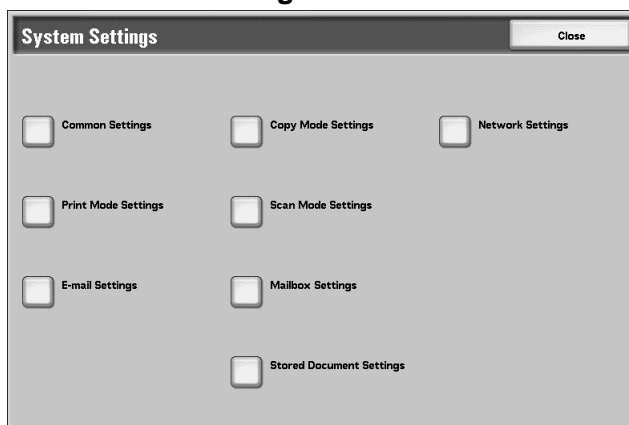 System Settings
Close
Common Settings
Copy Mode Settings
Network Settings
Print Mode Settings
Scan Mode Settings
E-mail Settings
Mailbox Settings
Stored Document Settings